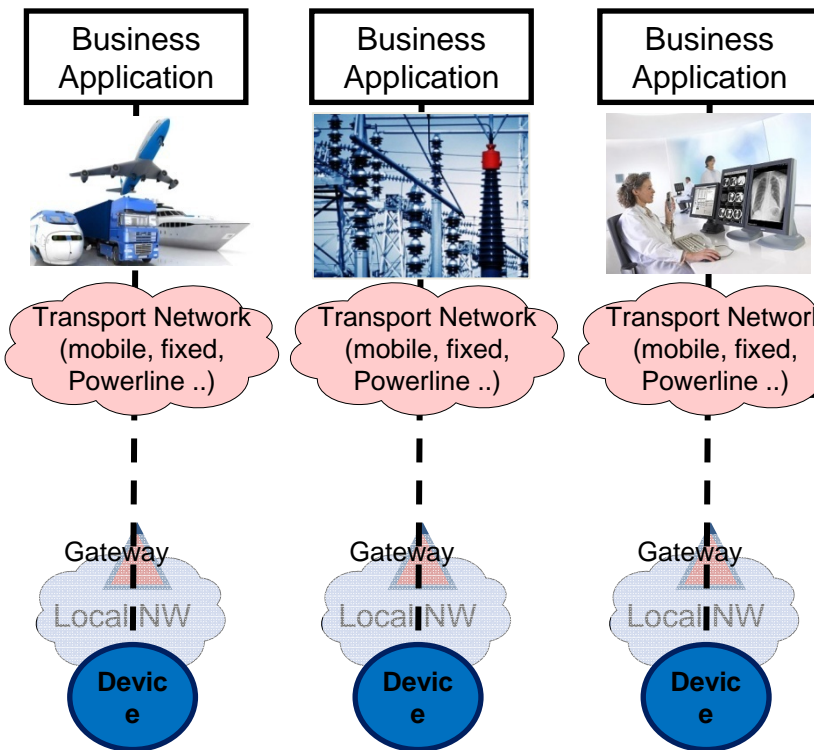 Business
Application
Business
Application
Business
Application
Transport Network
(mobile, fixed,
Powerline ..)
Transport Network
(mobile, fixed,
Powerline ..)
Transport Network
(mobile, fixed,
Powerline ..)
Gateway
Gateway
Gateway
Local NW
Local NW
Local NW
Devic
e
Devic
e
Devic
e